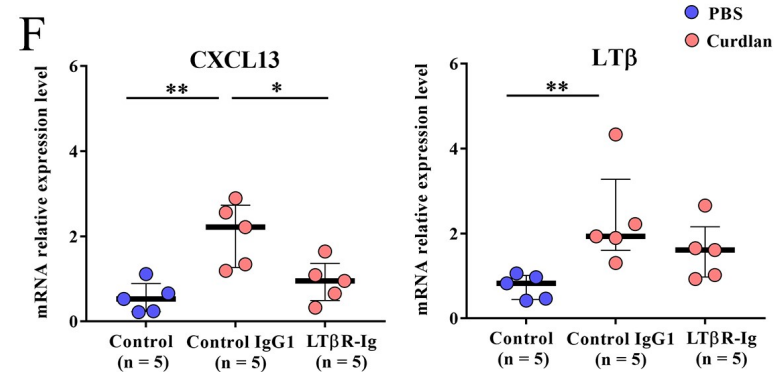 F
PBS
Curdlan
CXCL13
mRNA relative expression level
6
4
2
0
**
*
Control
(n = 5)
Control IgG1
(n = 5)
LTβR-Ig
(n = 5)
LTβ
mRNA relative expression level
6
4
2
0
**
Control
(n = 5)
Control IgG1
(n = 5)
LTβR-Ig
(n = 5)